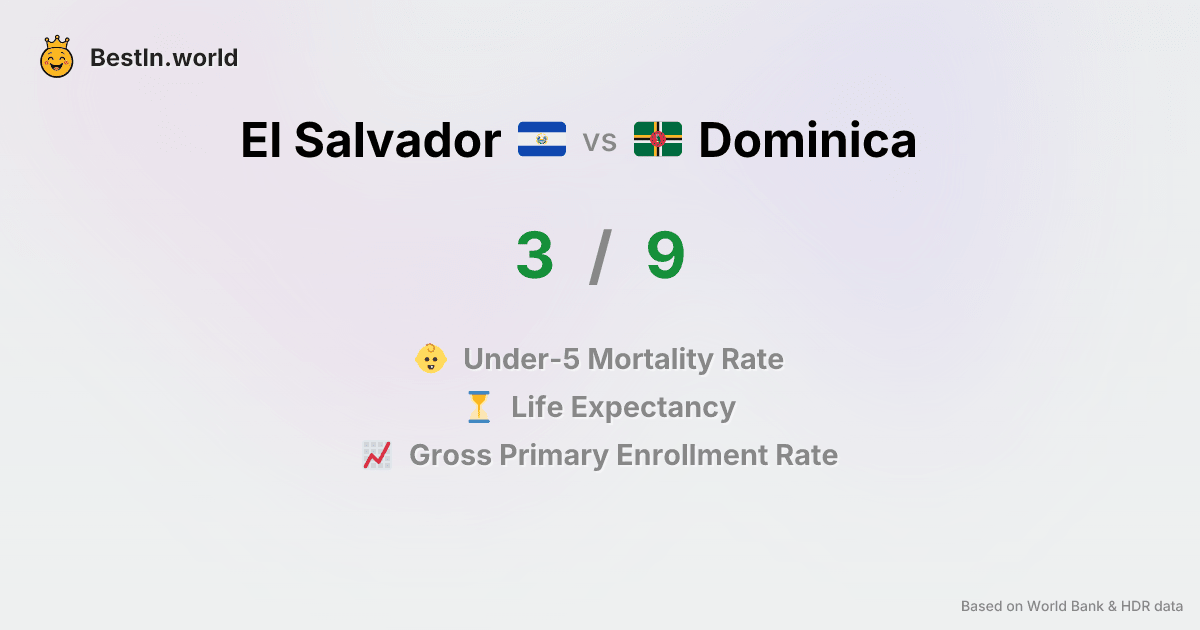 BestIn.world
El Salvador vs Dominica
3 / 9
Under-5 Mortality Rate
Life Expectancy
Gross Primary Enrollment Rate
Based on World Bank & HDR data